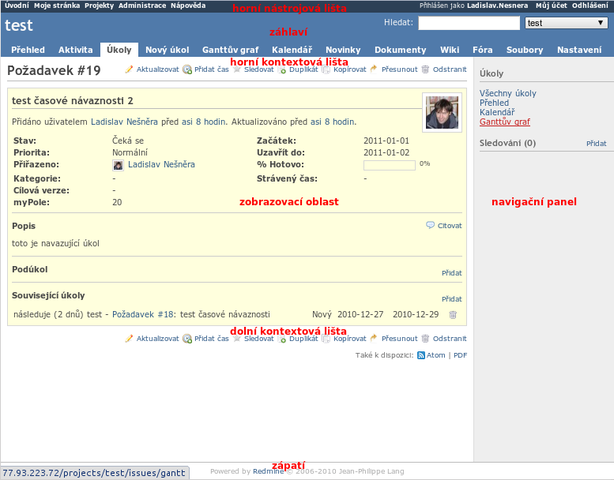 Úvodní Moje stránka Projekty Administrace Nápověda horní nástrojová lišta Přihlášen jako Ladislav.Nesnera Můj účet Odhlášení
test Hledat: test
záhlaví
Přehled Aktivita Úkoly Nový úkol Ganttův graf Kalendář Novinky Dokumenty Wiki Fóra Soubory Nastavení
horní kontextová lišta
Požadavek #19 Aktualizovat Přidat čas Sledovat Duplikát Kopírovat Přesunout Odstranit
Úkoly
Všechny úkoly
Přehled
Kalendář
Ganttův graf
Sledování (0) Přidat
navigační panel
test časové návaznosti 2
Přidáno uživatelem Ladislav Nešněra před asi 8 hodin. Aktualizováno před asi 8 hodin.
Stav: Čeká se Začátek: 2011-01-01
Priorita: Normální Uzavřít do: 2011-01-02
Přiřazeno: Ladislav Nešněra % Hotovo: 0%
Kategorie: - Strávený čas: -
Cílová verze: -
myPole: 20
zobrazovací oblast
Popis Citovat
toto je navazující úkol
Podúkol Přidat
Související úkoly Přidat
následuje (2 dnů) test - Požadavek #18: test časové návaznosti Nový 2010-12-27 2010-12-29
dolní kontextová lišta
Aktualizovat Přidat čas Sledovat Duplikát Kopírovat Přesunout Odstranit
Také k dispozici: Atom | PDF
zápatí
77.93.223.72/projects/test/issues/gantt Powered by Redmine © 2006-2010 Jean-Philippe Lang